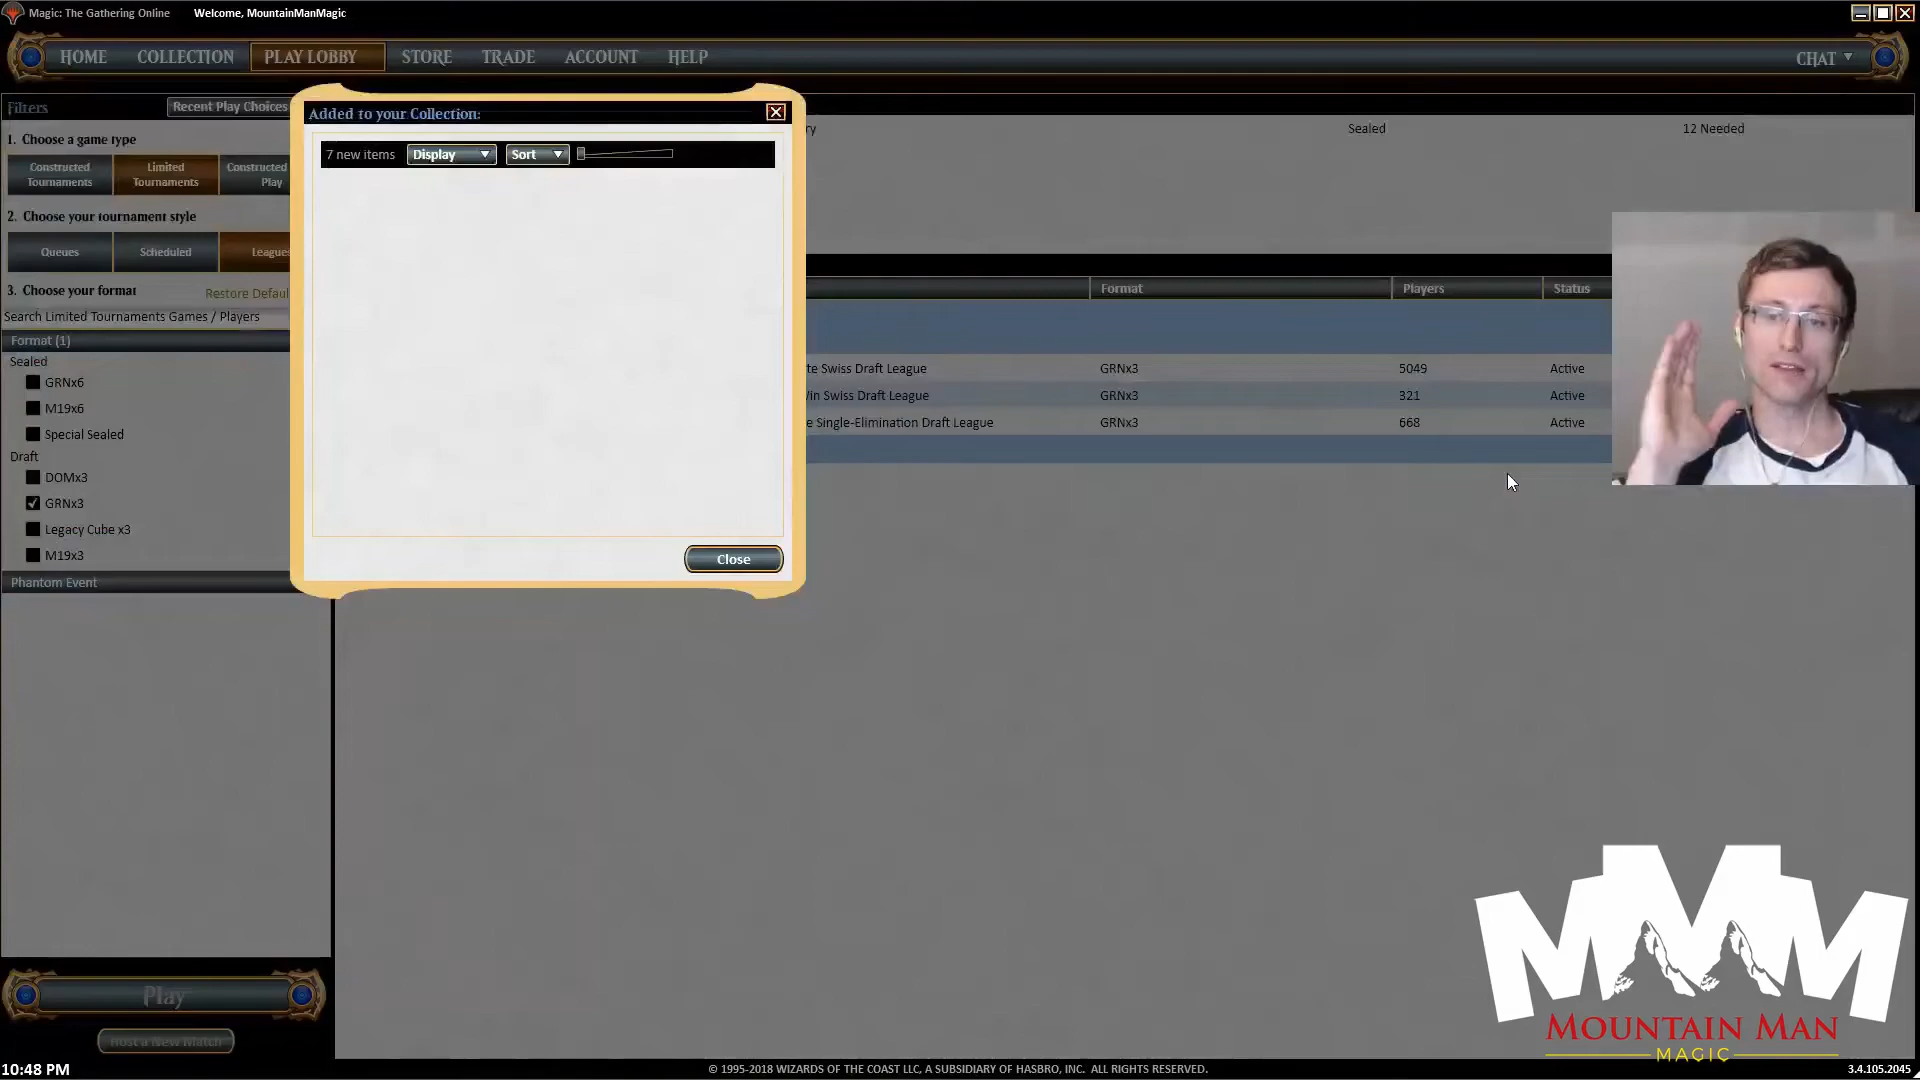 Magic: The Gathering Online
Welcome, MountainManMagic
HOME
COLLECTION
PLAY LOBBY
STORE
TRADE
ACCOUNT
HELP
CHAT
Filters
Recent Play Choices
1. Choose a game type
Constructed Tournaments
Limited Tournaments
Constructed Play
2. Choose your tournament style
Queues
Scheduled
League
3. Choose your format
Restore Defaul
Search Limited Tournaments Games / Players
Format (1)
Sealed
GRNx6
M19x6
Special Sealed
Draft
DOMx3
GRNx3
Legacy Cube x3
M19x3
Phantom Event
Play
Host a New Match
10:48 PM
Added to your Collection:
7 new items
Display
Sort
Close
ry
Sealed
12 Needed
Format
Players
Status
te Swiss Draft League
GRNx3
5049
Active
in Swiss Draft League
GRNx3
321
Active
e Single-Elimination Draft League
GRNx3
668
Active
MMM
MOUNTAIN MAN
MAGIC
© 1995-2018 WIZARDS OF THE COAST LLC, A SUBSIDIARY OF HASBRO, INC. ALL RIGHTS RESERVED.
3.4.105.2045